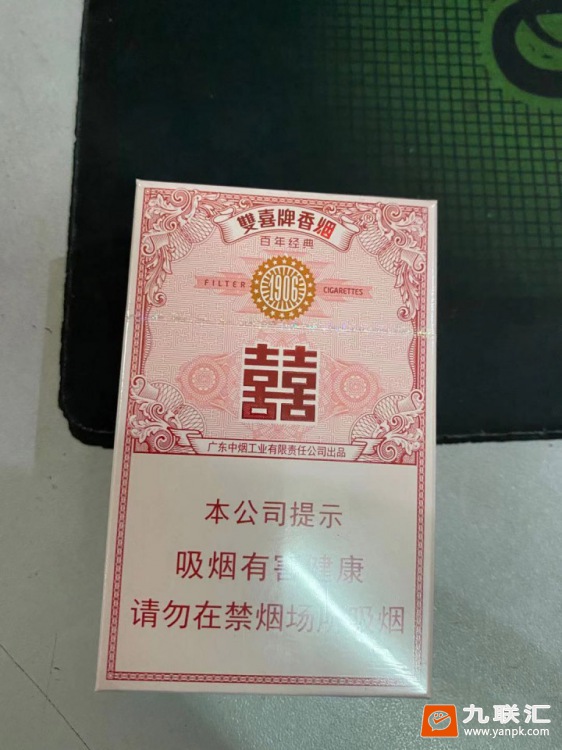 雙喜牌香烟
百年经典
FILTER 1906 CIGARETTES
囍
广东中烟工业有限责任公司出品
本公司提示
吸烟有害健康
请勿在禁烟场所吸烟
九联汇
www.yanpk.com